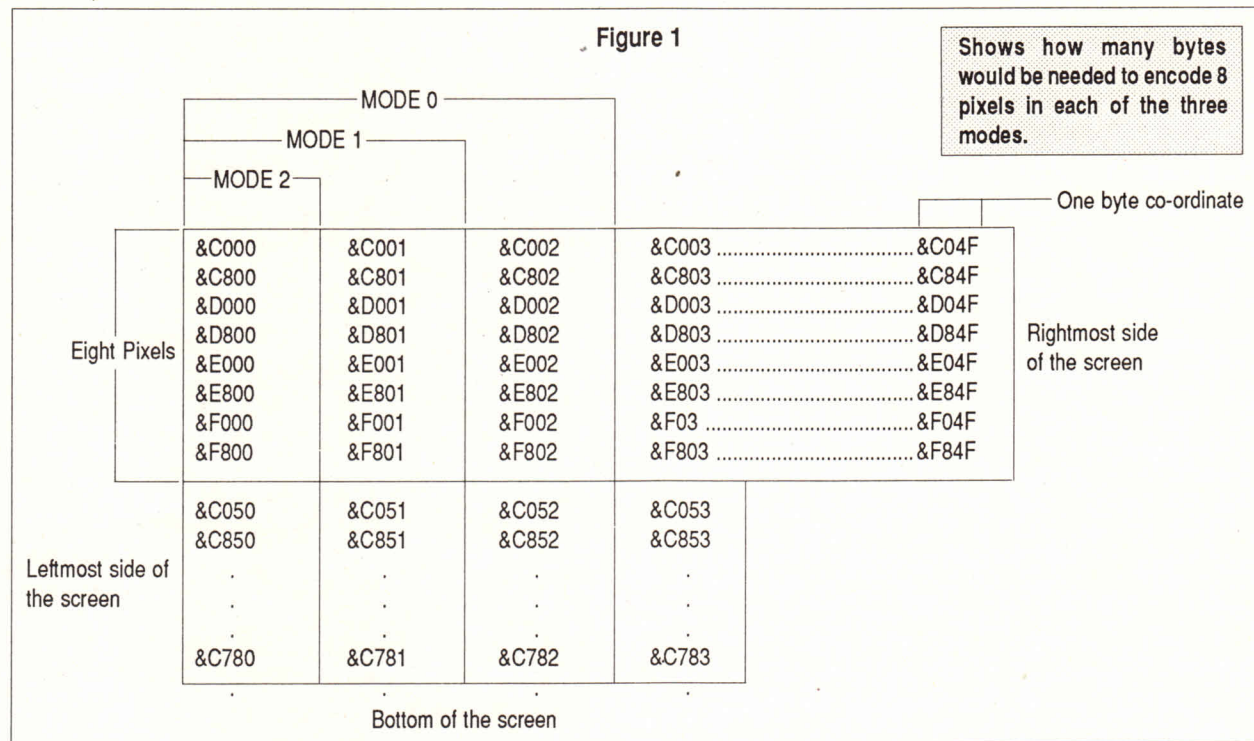 Figure 1
Shows how many bytes
would be needed to encode 8
pixels in each of the three
modes.
MODE 0
MODE 1
MODE 2
One byte co-ordinate
&C000 &C001 &C002 &C003 ..................................&C04F
&C800 &C801 &C802 &C803 ..................................&C84F
&D000 &D001 &D002 &D003 ..................................&D04F
&D800 &D801 &D802 &D803 ..................................&D84F
Eight Pixels
&E000 &E001 &E002 &E003 ..................................&E04F
&E800 &E801 &E802 &E803 ..................................&E84F
&F000 &F001 &F002 &F03 ....................................&F04F
&F800 &F801 &F802 &F803 ..................................&F84F
Rightmost side
of the screen
&C050 &C051 &C052 &C053
&C850 &C851 &C852 &C853
Leftmost side of
the screen
. . . .
. . . .
. . . .
&C780 &C781 &C782 &C783
. . . .
Bottom of the screen